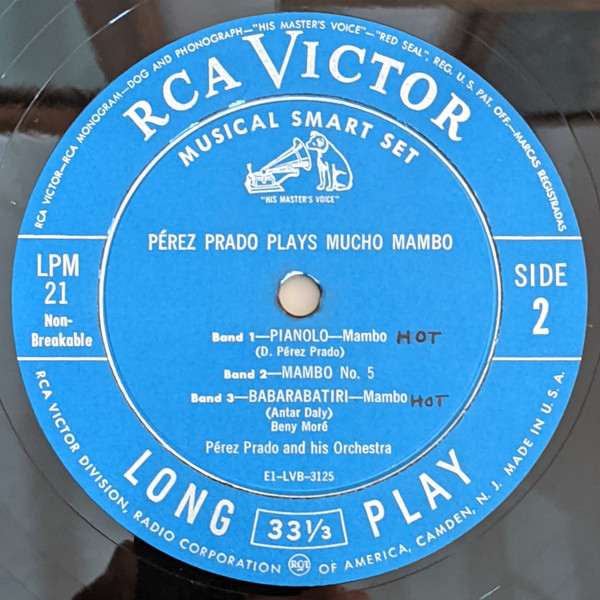 RCA VICTOR—RCA MONOGRAM—DOG AND PHONOGRAPH—"HIS MASTER'S VOICE"—"RED SEAL", REG. U.S. PAT. OFF.—MARCAS REGISTRADAS
RCA VICTOR
MUSICAL SMART SET
"HIS MASTER'S VOICE"
PÉREZ PRADO PLAYS MUCHO MAMBO
LPM
21
Non-
Breakable
SIDE
2
Band 1—PIANOLO—Mambo HOT
(D. Pérez Prado)
Band 2—MAMBO No. 5
Band 3—BABARABATIRI—Mambo HOT
(Antar Daly)
Beny Moré
Pérez Prado and his Orchestra
E1-LVB-3125
LONG 33⅓ PLAY
RCA VICTOR DIVISION, RADIO CORPORATION RCA OF AMERICA, CAMDEN, N. J. MADE IN U.S.A.